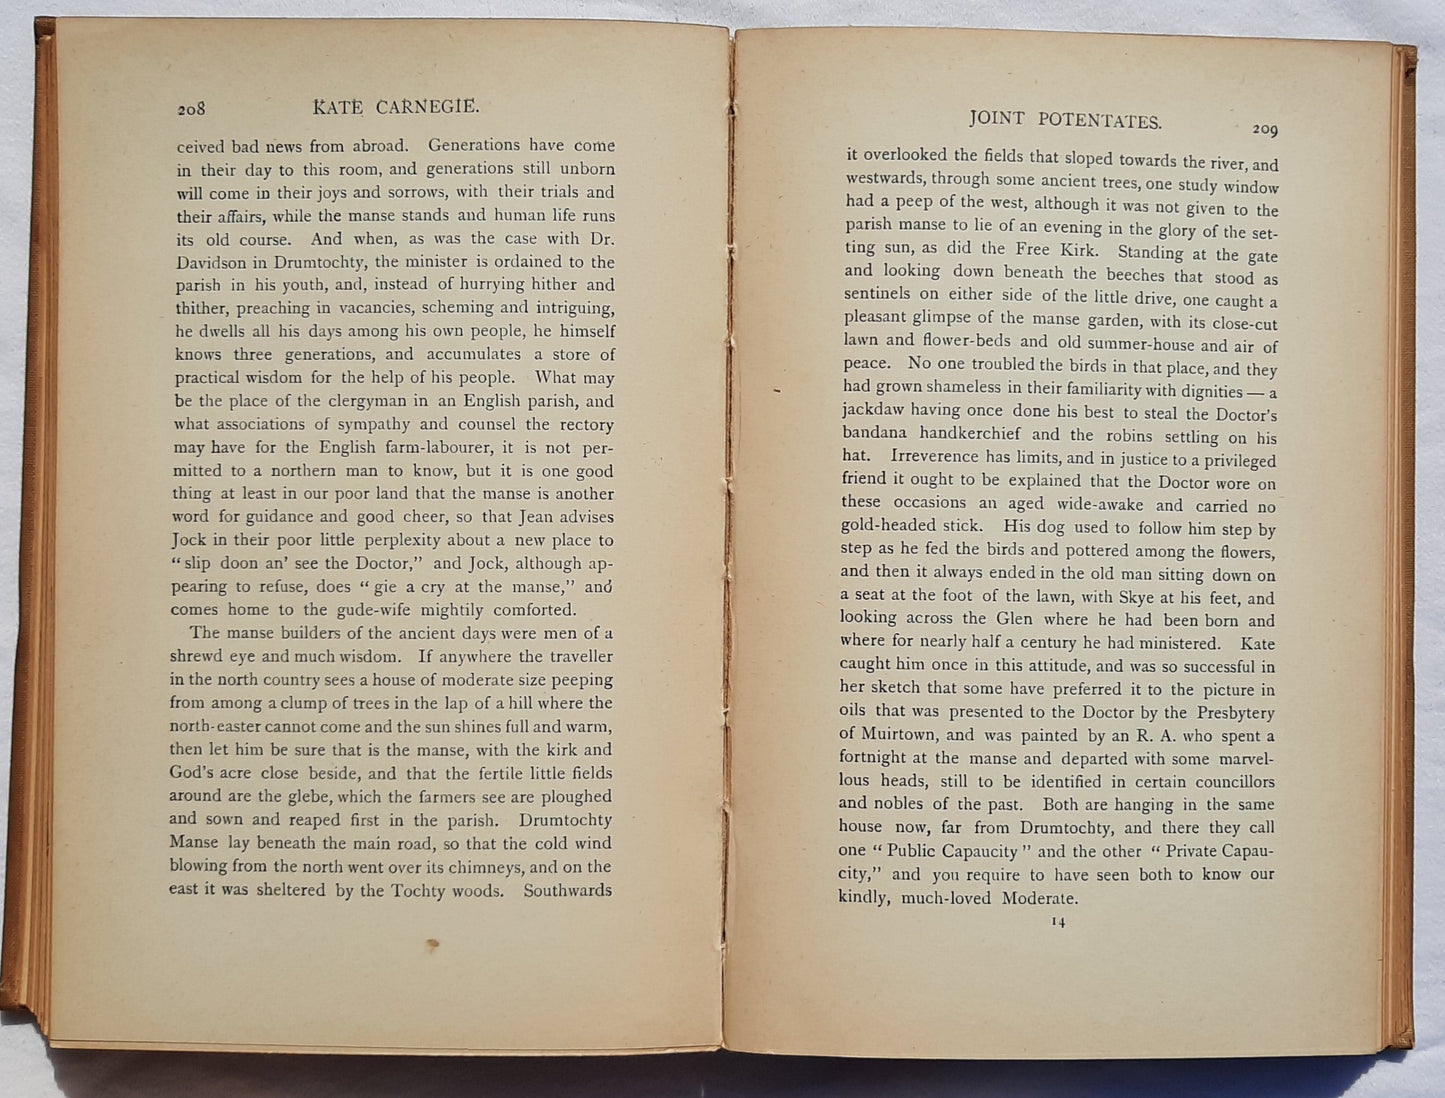 208 KATE CARNEGIE.
ceived bad news from abroad. Generations have come
in their day to this room, and generations still unborn
will come in their joys and sorrows, with their trials and
their affairs, while the manse stands and human life runs
its old course. And when, as was the case with Dr.
Davidson in Drumtochty, the minister is ordained to the
parish in his youth, and, instead of hurrying hither and
thither, preaching in vacancies, scheming and intriguing,
he dwells all his days among his own people, he himself
knows three generations, and accumulates a store of
practical wisdom for the help of his people. What may
be the place of the clergyman in an English parish, and
what associations of sympathy and counsel the rectory
may have for the English farm-labourer, it is not per-
mitted to a northern man to know, but it is one good
thing at least in our poor land that the manse is another
word for guidance and good cheer, so that Jean advises
Jock in their poor little perplexity about a new place to
“slip doon an’ see the Doctor,” and Jock, although ap-
pearing to refuse, does “gie a cry at the manse,” and
comes home to the gude-wife mightily comforted.
The manse builders of the ancient days were men of a
shrewd eye and much wisdom. If anywhere the traveller
in the north country sees a house of moderate size peeping
from among a clump of trees in the lap of a hill where the
north-easter cannot come and the sun shines full and warm,
then let him be sure that is the manse, with the kirk and
God’s acre close beside, and that the fertile little fields
around are the glebe, which the farmers see are ploughed
and sown and reaped first in the parish. Drumtochty
Manse lay beneath the main road, so that the cold wind
blowing from the north went over its chimneys, and on the
east it was sheltered by the Tochty woods. Southwards
JOINT POTENTATES. 209
it overlooked the fields that sloped towards the river, and
westwards, through some ancient trees, one study window
had a peep of the west, although it was not given to the
parish manse to lie of an evening in the glory of the set-
ting sun, as did the Free Kirk. Standing at the gate
and looking down beneath the beeches that stood as
sentinels on either side of the little drive, one caught a
pleasant glimpse of the manse garden, with its close-cut
lawn and flower-beds and old summer-house and air of
peace. No one troubled the birds in that place, and they
had grown shameless in their familiarity with dignities — a
jackdaw having once done his best to steal the Doctor’s
bandana handkerchief and the robins settling on his
hat. Irreverence has limits, and in justice to a privileged
friend it ought to be explained that the Doctor wore on
these occasions an aged wide-awake and carried no
gold-headed stick. His dog used to follow him step by
step as he fed the birds and pottered among the flowers,
and then it always ended in the old man sitting down on
a seat at the foot of the lawn, with Skye at his feet, and
looking across the Glen where he had been born and
where for nearly half a century he had ministered. Kate
caught him once in this attitude, and was so successful in
her sketch that some have preferred it to the picture in
oils that was presented to the Doctor by the Presbytery
of Muirtown, and was painted by an R. A. who spent a
fortnight at the manse and departed with some marvel-
lous heads, still to be identified in certain councillors
and nobles of the past. Both are hanging in the same
house now, far from Drumtochty, and there they call
one “Public Capaucity” and the other “Private Capau-
city,” and you require to have seen both to know our
kindly, much-loved Moderate.
14